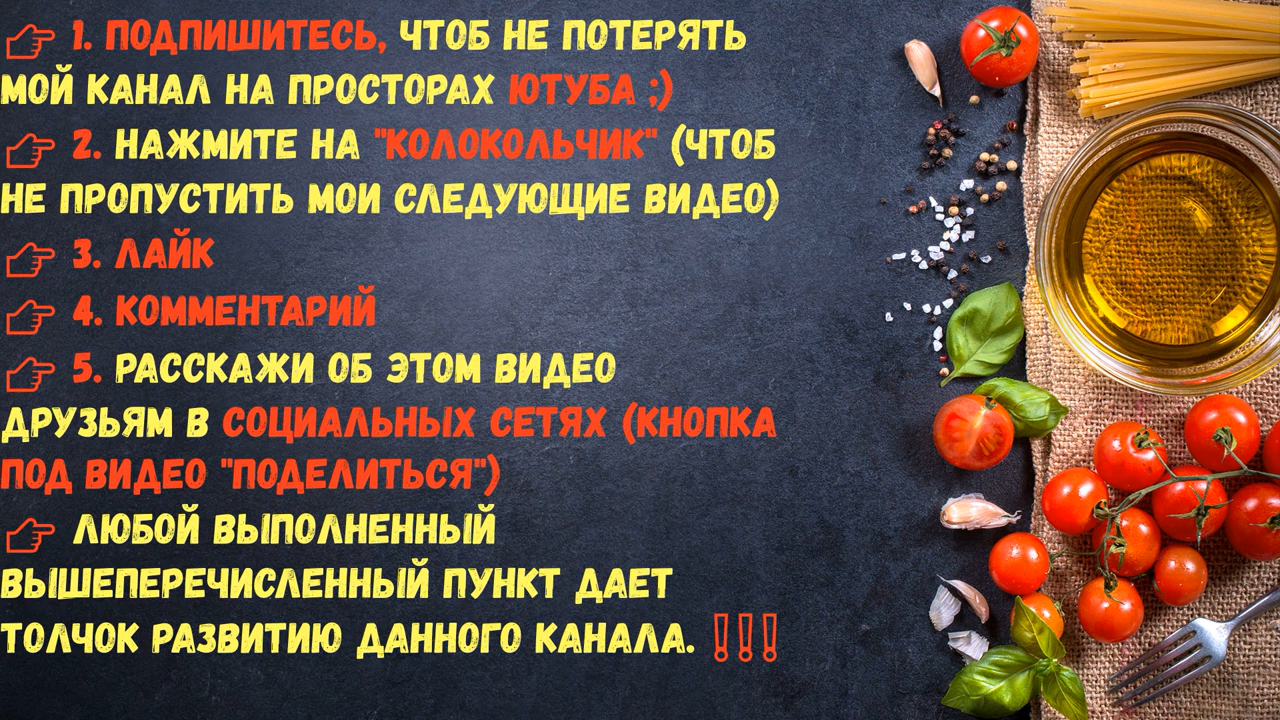 👉 1. ПОДПИШИТЕСЬ, ЧТОБ НЕ ПОТЕРЯТЬ
МОЙ КАНАЛ НА ПРОСТОРАХ ЮТУБА ;)
👉 2. НАЖМИТЕ НА "КОЛОКОЛЬЧИК" (ЧТОБ
НЕ ПРОПУСТИТЬ МОИ СЛЕДУЮЩИЕ ВИДЕО)
👉 3. ЛАЙК
👉 4. КОММЕНТАРИЙ
👉 5. РАССКАЖИ ОБ ЭТОМ ВИДЕО
ДРУЗЬЯМ В СОЦИАЛЬНЫХ СЕТЯХ (КНОПКА
ПОД ВИДЕО "ПОДЕЛИТЬСЯ")
👉 ЛЮБОЙ ВЫПОЛНЕННЫЙ
ВЫШЕПЕРЕЧИСЛЕННЫЙ ПУНКТ ДАЕТ
ТОЛЧОК РАЗВИТИЮ ДАННОГО КАНАЛА. ❗❗❗